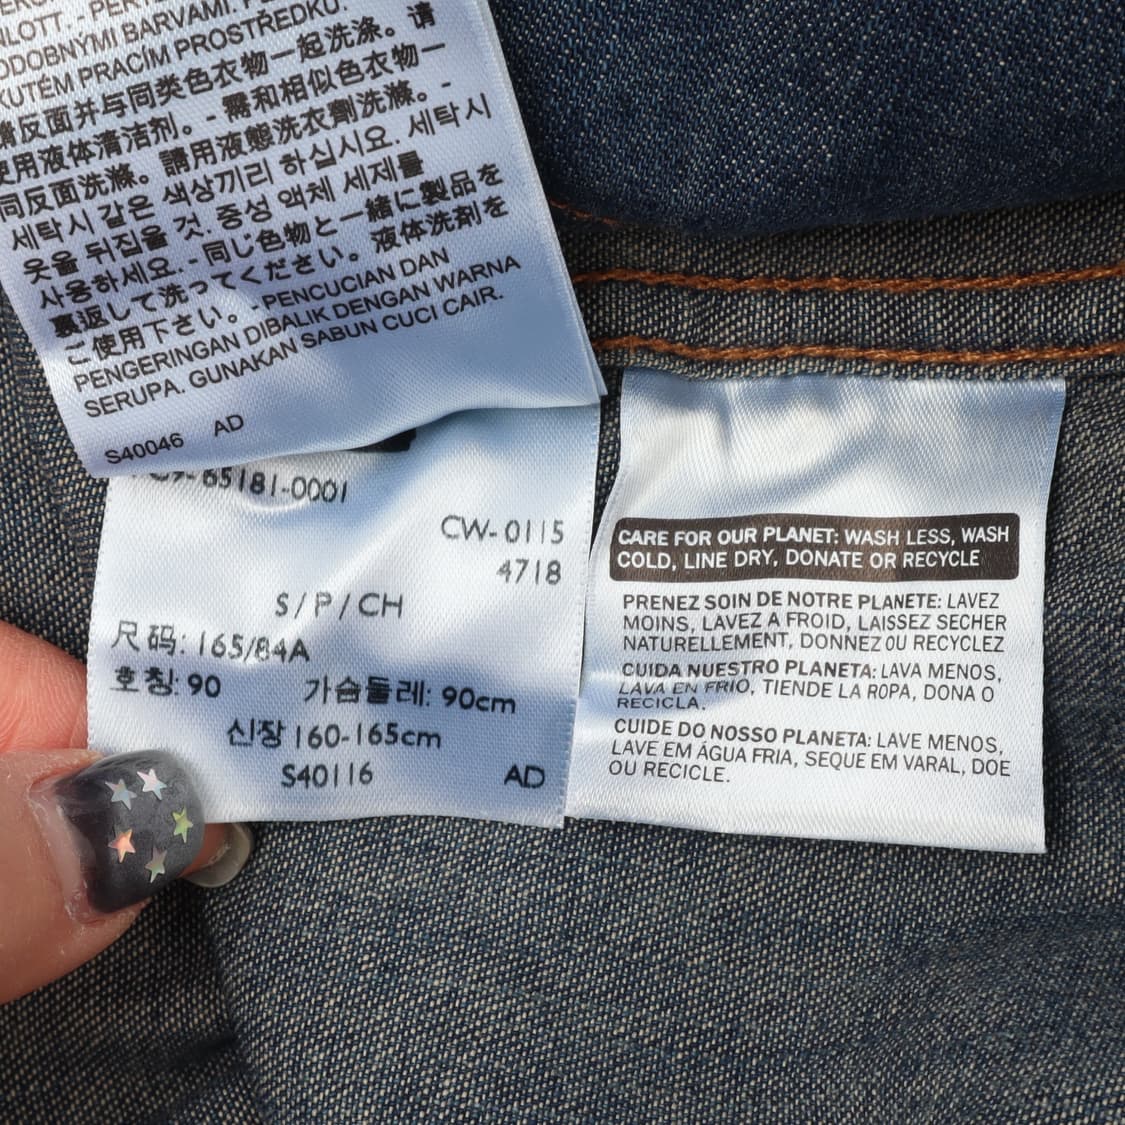 NLOTT. - PERT
ODOBNÝMI BARVAMI. P
KUTÉM PRACÍM PROSTŘEDKU.
反面并与同类色衣物一起洗涤。请
使用液体清洁剂。- 需和相似色衣物一
同反面洗滌。請用液態洗衣劑洗滌。-
세탁시 같은 색상끼리 하십시요. 세탁시
옷을 뒤집을 것. 중성 액체 세제를
사용하세요. - 同じ色物と一緒に製品を
裏返して洗ってください。液体洗剤を
ご使用下さい。 - PENCUCIAN DAN
PENGERINGAN DIBALIK DENGAN WARNA
SERUPA. GUNAKAN SABUN CUCI CAIR.
S40046 AD
65181-0001
CW-0115
4718
S/P/CH
尺码: 165/84A
호칭: 90 가슴둘레: 90cm
신장 160-165cm
S40116 AD
CARE FOR OUR PLANET: WASH LESS, WASH
COLD, LINE DRY, DONATE OR RECYCLE
PRENEZ SOIN DE NOTRE PLANETE: LAVEZ
MOINS, LAVEZ A FROID, LAISSEZ SECHER
NATURELLEMENT, DONNEZ OU RECYCLEZ
CUIDA NUESTRO PLANETA: LAVA MENOS,
LAVA EN FRIO, TIENDE LA ROPA, DONA O
RECICLA.
CUIDE DO NOSSO PLANETA: LAVE MENOS,
LAVE EM ÁGUA FRIA, SEQUE EM VARAL, DOE
OU RECICLE.